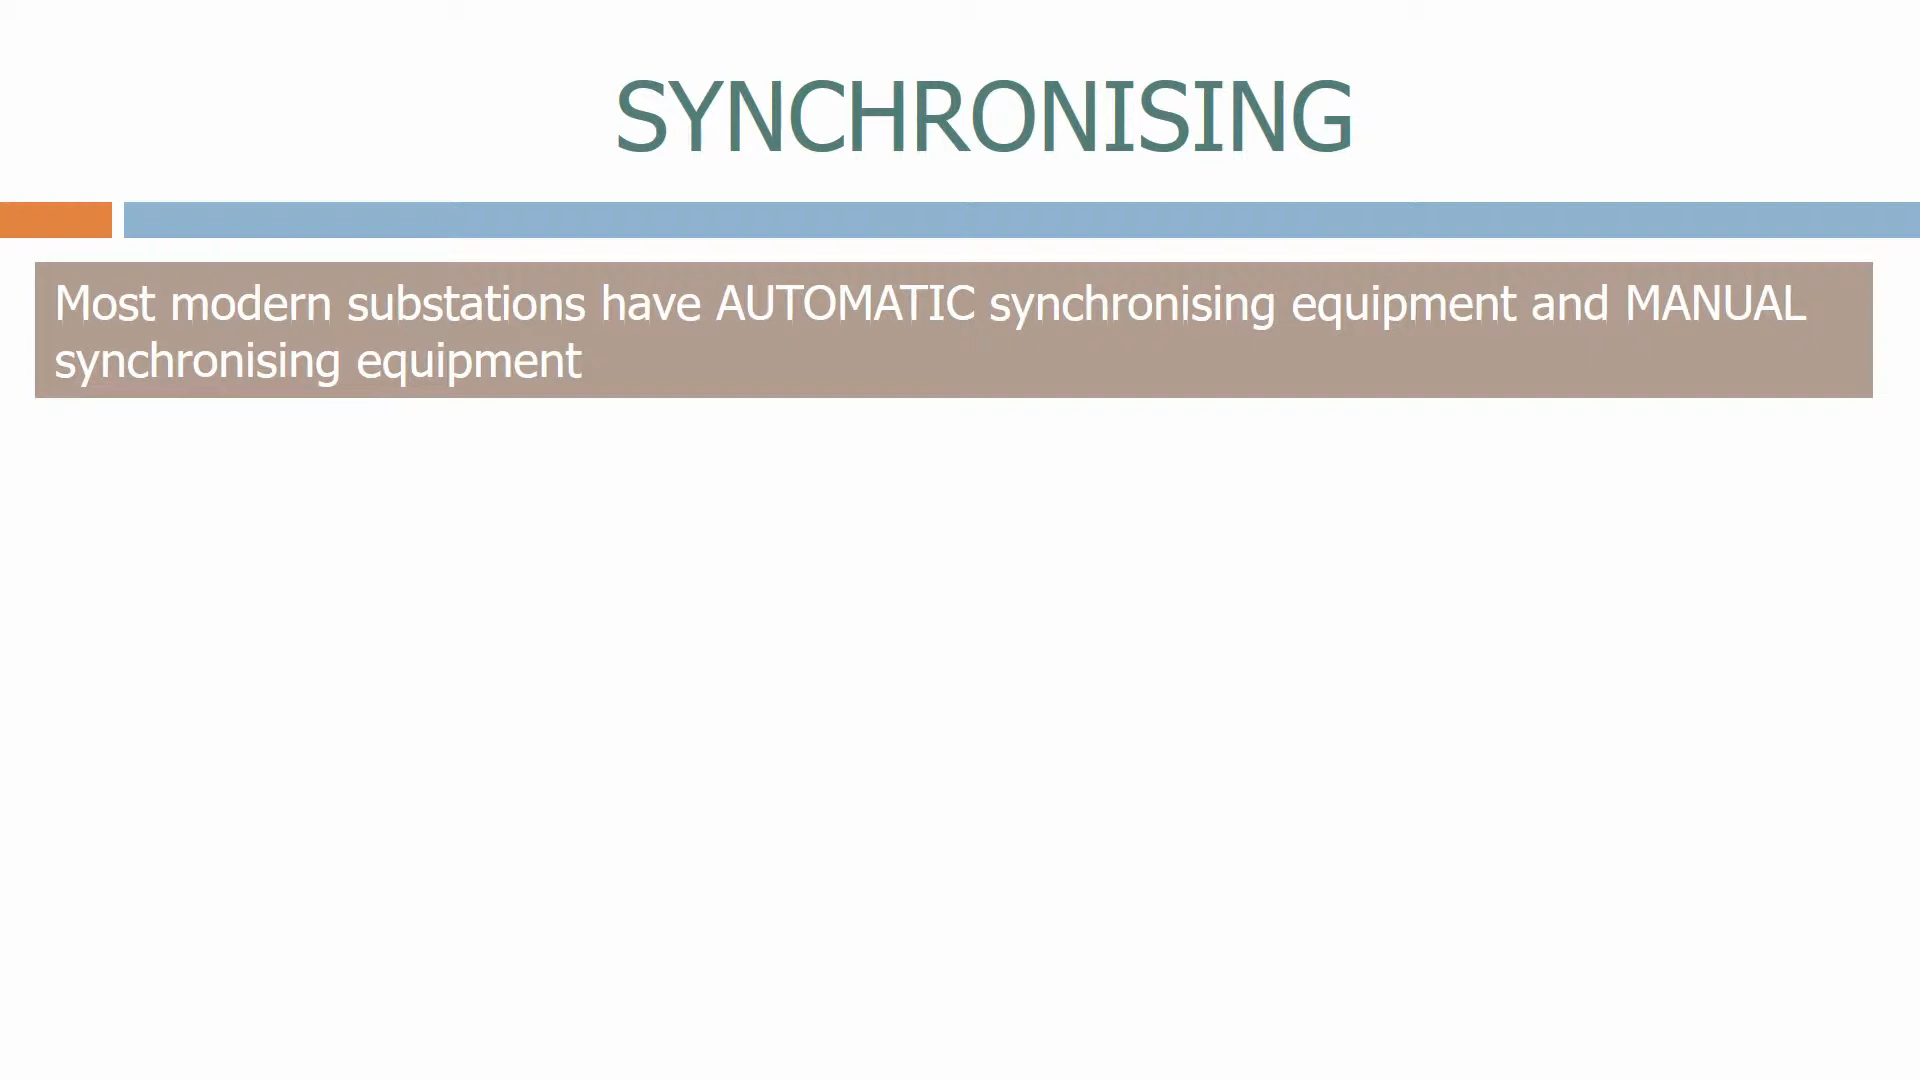 SYNCHRONISING
Most modern substations have AUTOMATIC synchronising equipment and MANUAL
synchronising equipment